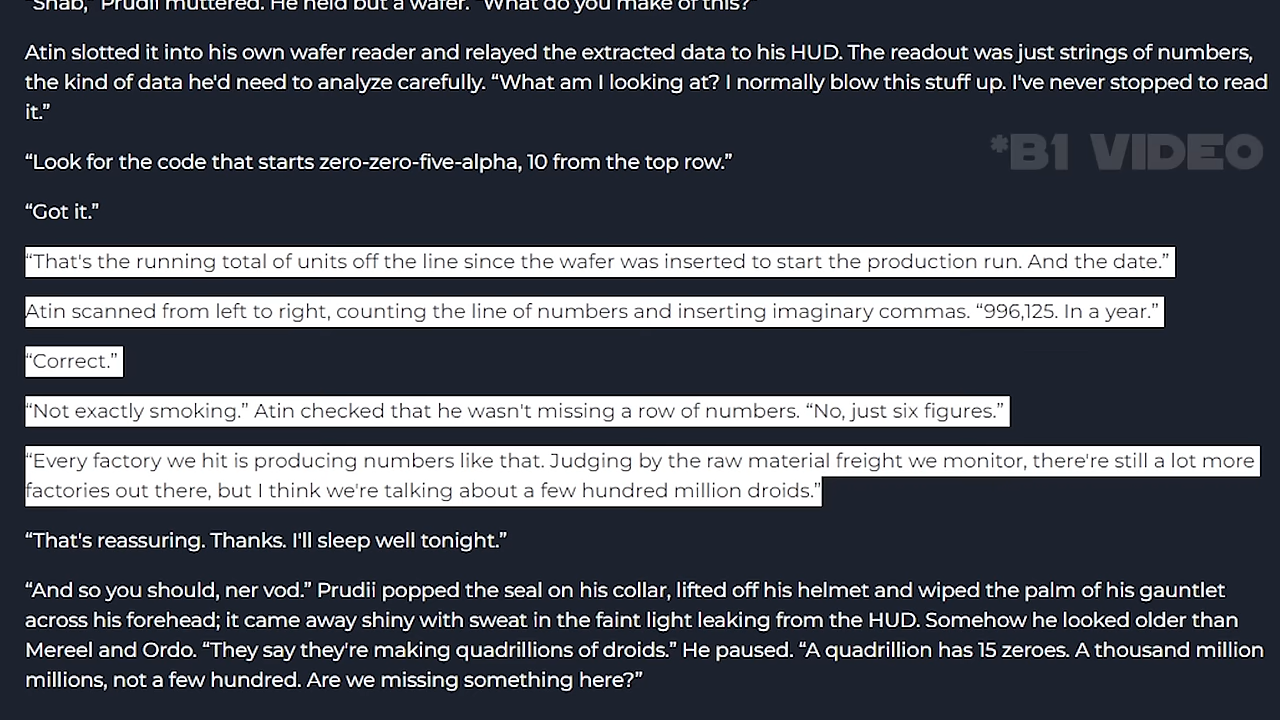 “Shab,” Prudii muttered. He held but a wafer. “What do you make of this?”
Atin slotted it into his own wafer reader and relayed the extracted data to his HUD. The readout was just strings of numbers,
the kind of data he'd need to analyze carefully. “What am I looking at? I normally blow this stuff up. I've never stopped to read
it.”
*B1 VIDEO
“Look for the code that starts zero-zero-five-alpha, 10 from the top row.”
“Got it.”
“That's the running total of units off the line since the wafer was inserted to start the production run. And the date.”
Atin scanned from left to right, counting the line of numbers and inserting imaginary commas. “996,125. In a year.”
“Correct.”
“Not exactly smoking.” Atin checked that he wasn't missing a row of numbers. “No, just six figures.”
“Every factory we hit is producing numbers like that. Judging by the raw material freight we monitor, there're still a lot more
factories out there, but I think we're talking about a few hundred million droids.”
“That's reassuring. Thanks. I'll sleep well tonight.”
“And so you should, ner vod.” Prudii popped the seal on his collar, lifted off his helmet and wiped the palm of his gauntlet
across his forehead; it came away shiny with sweat in the faint light leaking from the HUD. Somehow he looked older than
Mereel and Ordo. “They say they're making quadrillions of droids.” He paused. “A quadrillion has 15 zeroes. A thousand million
millions, not a few hundred. Are we missing something here?”